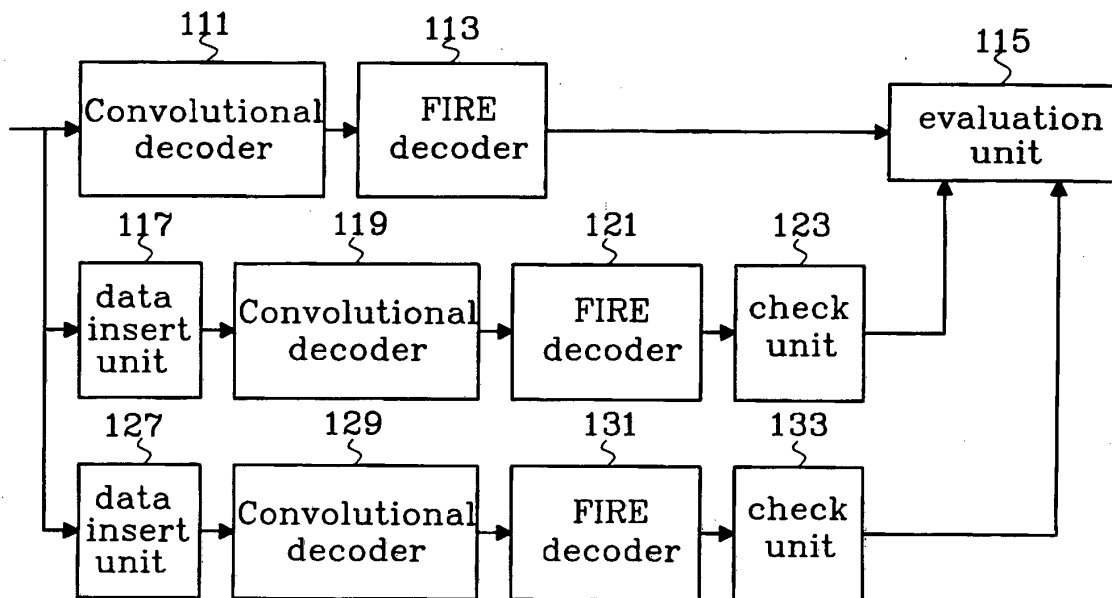 111
113
115
Convolutional
decoder
FIRE
decoder
evaluation
unit
117
119
121
123
data
insert
unit
Convolutional
decoder
FIRE
decoder
check
unit
127
129
131
133
data
insert
unit
Convolutional
decoder
FIRE
decoder
check
unit